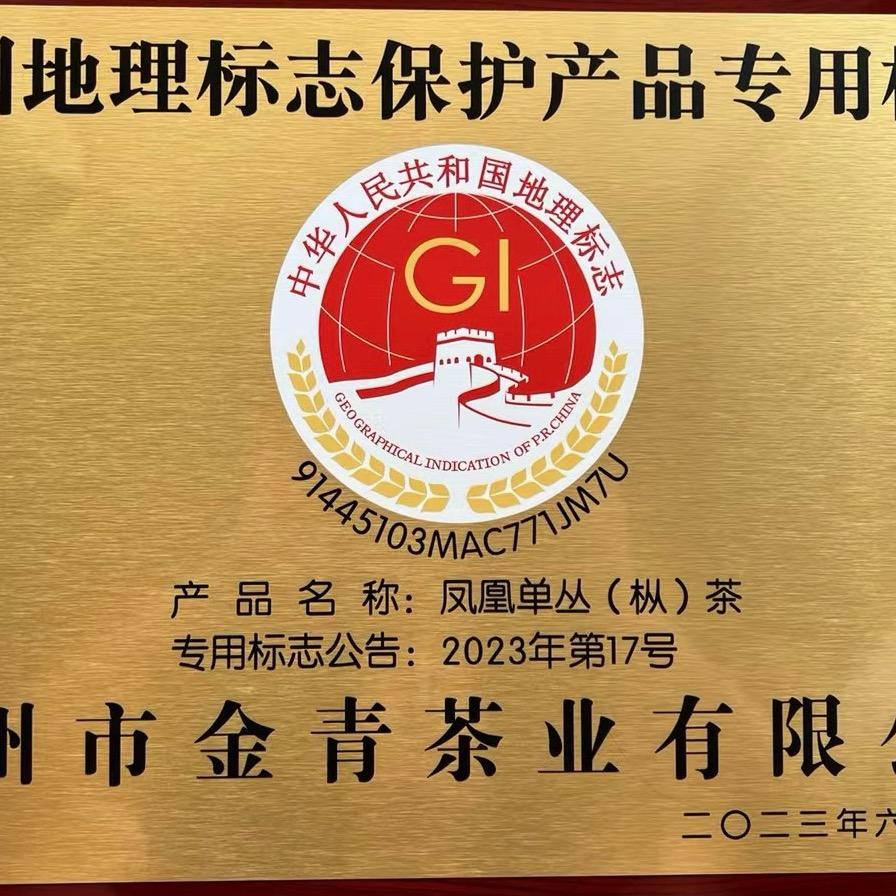 地理标志保护产品专用
中华人民共和国地理标志
GI
GEOGRAPHICAL INDICATION OF P.R.CHINA
91445103MAC771JM7U
产品名称：凤凰单丛（枞）茶
专用标志公告：2023年第17号
州市金青茶业有限
二〇二三年六